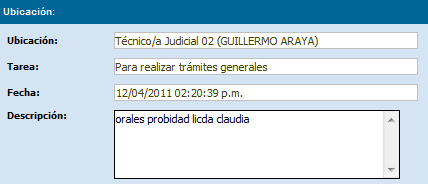 Ubicación:
Ubicación: Técnico/a Judicial 02 (GUILLERMO ARAYA)
Tarea: Para realizar trámites generales
Fecha: 12/04/2011 02:20:39 p.m.
Descripción: orales probidad licda claudia